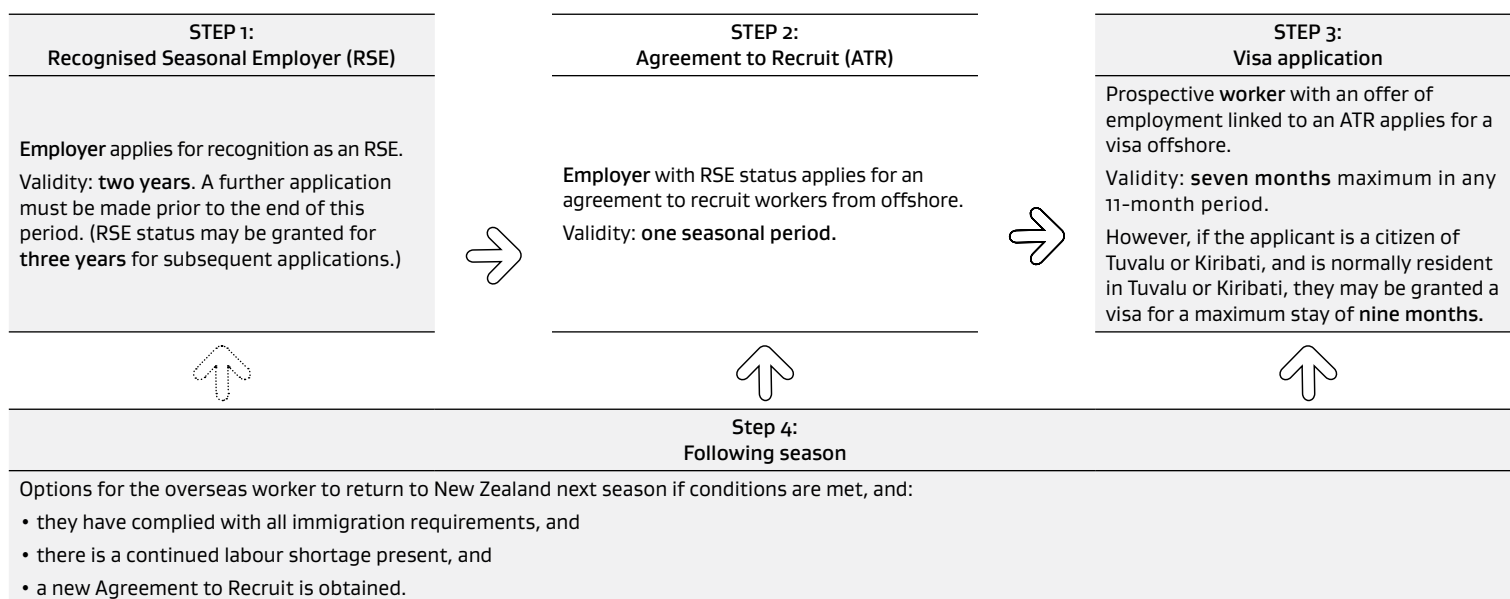 STEP 1:
Recognised Seasonal Employer (RSE)
Employer applies for recognition as an RSE.
Validity: two years. A further application
must be made prior to the end of this
period. (RSE status may be granted for
three years for subsequent applications.)
STEP 2:
Agreement to Recruit (ATR)
Employer with RSE status applies for an
agreement to recruit workers from offshore.
Validity: one seasonal period.
STEP 3:
Visa application
Prospective worker with an offer of
employment linked to an ATR applies for a
visa offshore.
Validity: seven months maximum in any
11-month period.
However, if the applicant is a citizen of
Tuvalu or Kiribati, and is normally resident
in Tuvalu or Kiribati, they may be granted a
visa for a maximum stay of nine months.
Step 4:
Following season
Options for the overseas worker to return to New Zealand next season if conditions are met, and:
• they have complied with all immigration requirements, and
• there is a continued labour shortage present, and
• a new Agreement to Recruit is obtained.